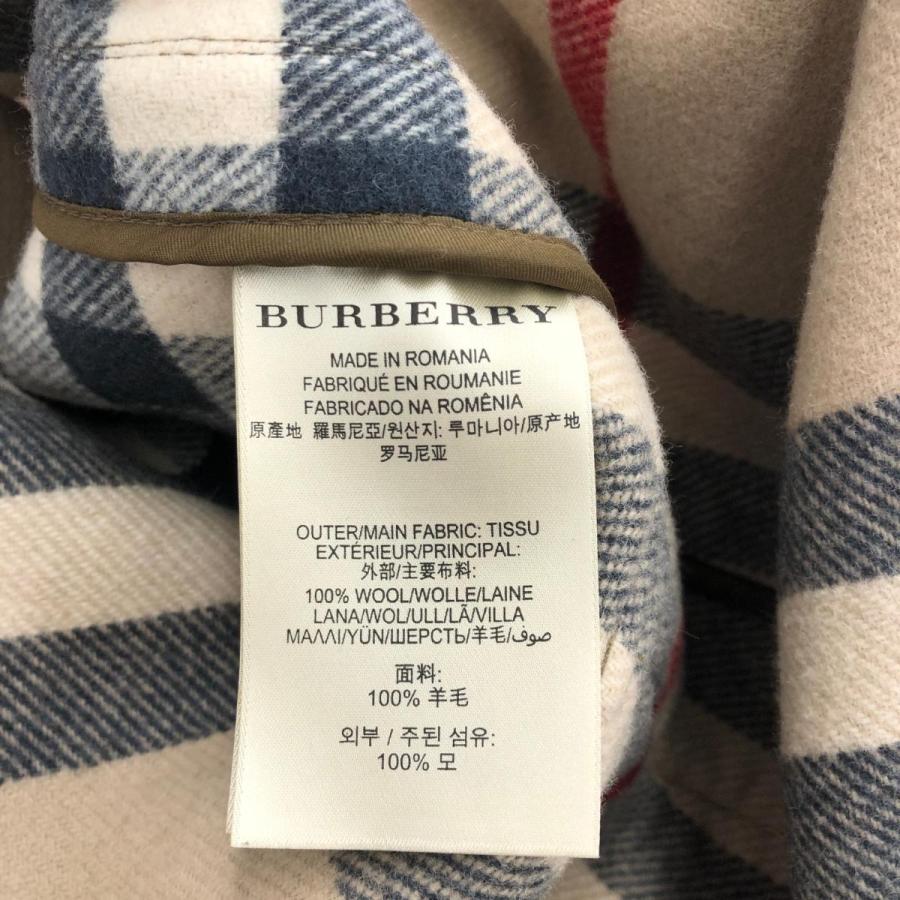 BURBERRY
MADE IN ROMANIA
FABRIQUÉ EN ROUMANIE
FABRICADO NA ROMÊNIA
原產地 羅馬尼亞/원산지: 루마니아/原产地
罗马尼亚
OUTER/MAIN FABRIC: TISSU
EXTÉRIEUR/PRINCIPAL:
外部/主要布料:
100% WOOL/WOLLE/LAINE
LANA/WOL/ULL/LÃ/VILLA
ΜΑΛΛΙ/YÜN/ШЕРСТЬ/羊毛/صوف
面料:
100% 羊毛
외부 / 주된 섬유:
100% 모